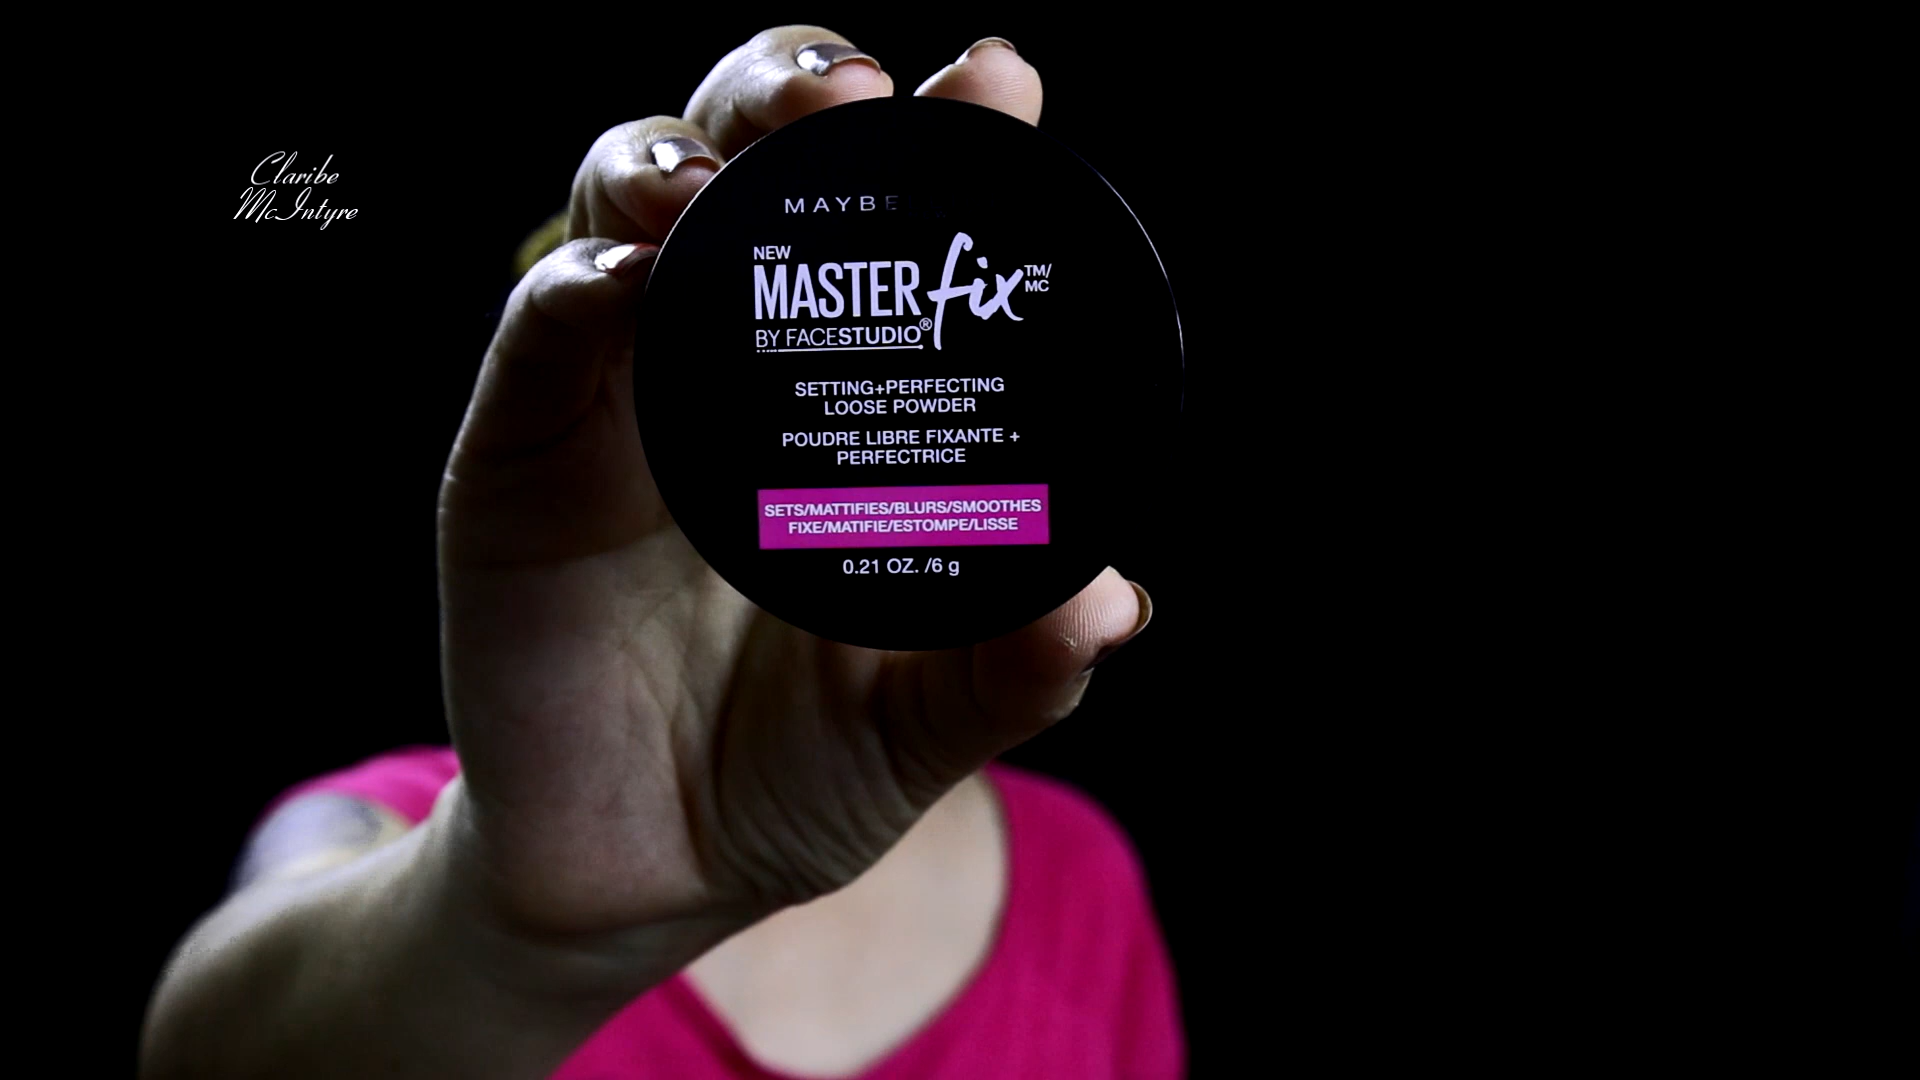 Claribe
McIntyre
MAYBE
NEW
MASTER fix TM/
MC
BY FACESTUDIO®
SETTING+PERFECTING
LOOSE POWDER
POUDRE LIBRE FIXANTE +
PERFECTRICE
SETS/MATTIFIES/BLURS/SMOOTHES
FIXE/MATIFIE/ESTOMPE/LISSE
0.21 OZ. /6 g